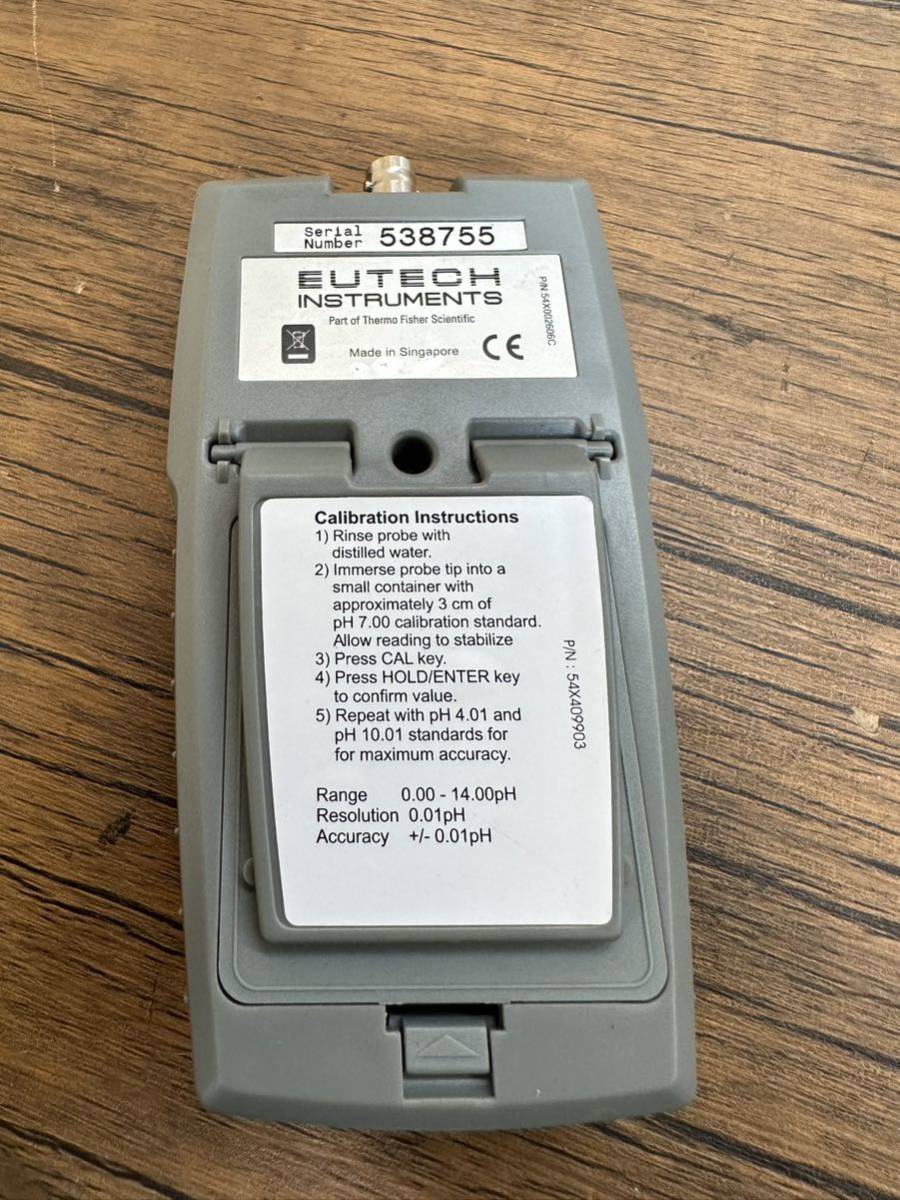 Serial
Number 538755
EUTECH
INSTRUMENTS
Part of Thermo Fisher Scientific
Made in Singapore CE
P/N:54X002606C
Calibration Instructions
1) Rinse probe with
distilled water.
2) Immerse probe tip into a
small container with
approximately 3 cm of
pH 7.00 calibration standard.
Allow reading to stabilize
3) Press CAL key.
4) Press HOLD/ENTER key
to confirm value.
5) Repeat with pH 4.01 and
pH 10.01 standards for
for maximum accuracy.
Range 0.00 - 14.00pH
Resolution 0.01pH
Accuracy +/- 0.01pH
P/N : 54X409903